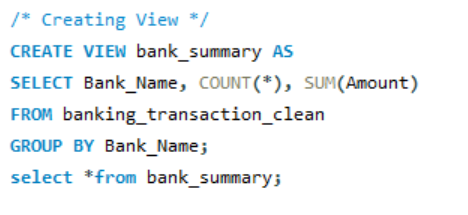 /* Creating View */
CREATE VIEW bank_summary AS
SELECT Bank_Name, COUNT(*), SUM(Amount)
FROM banking_transaction_clean
GROUP BY Bank_Name;
select *from bank_summary;